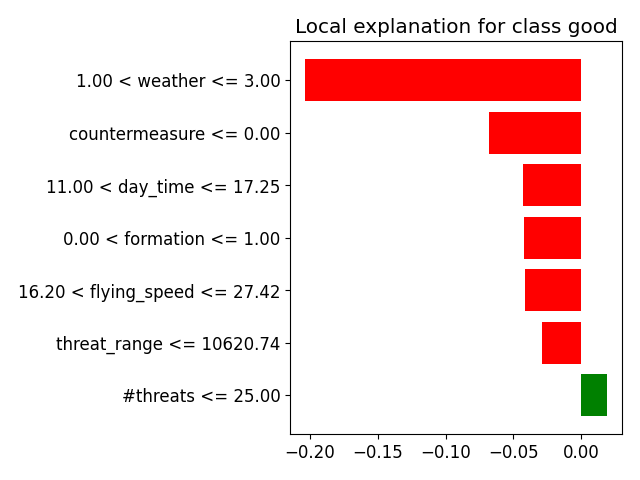 Local explanation for class good
1.00 < weather <= 3.00
countermeasure <= 0.00
11.00 < day_time <= 17.25
0.00 < formation <= 1.00
16.20 < flying_speed <= 27.42
threat_range <= 10620.74
#threats <= 25.00
−0.20 −0.15 −0.10 −0.05 0.00